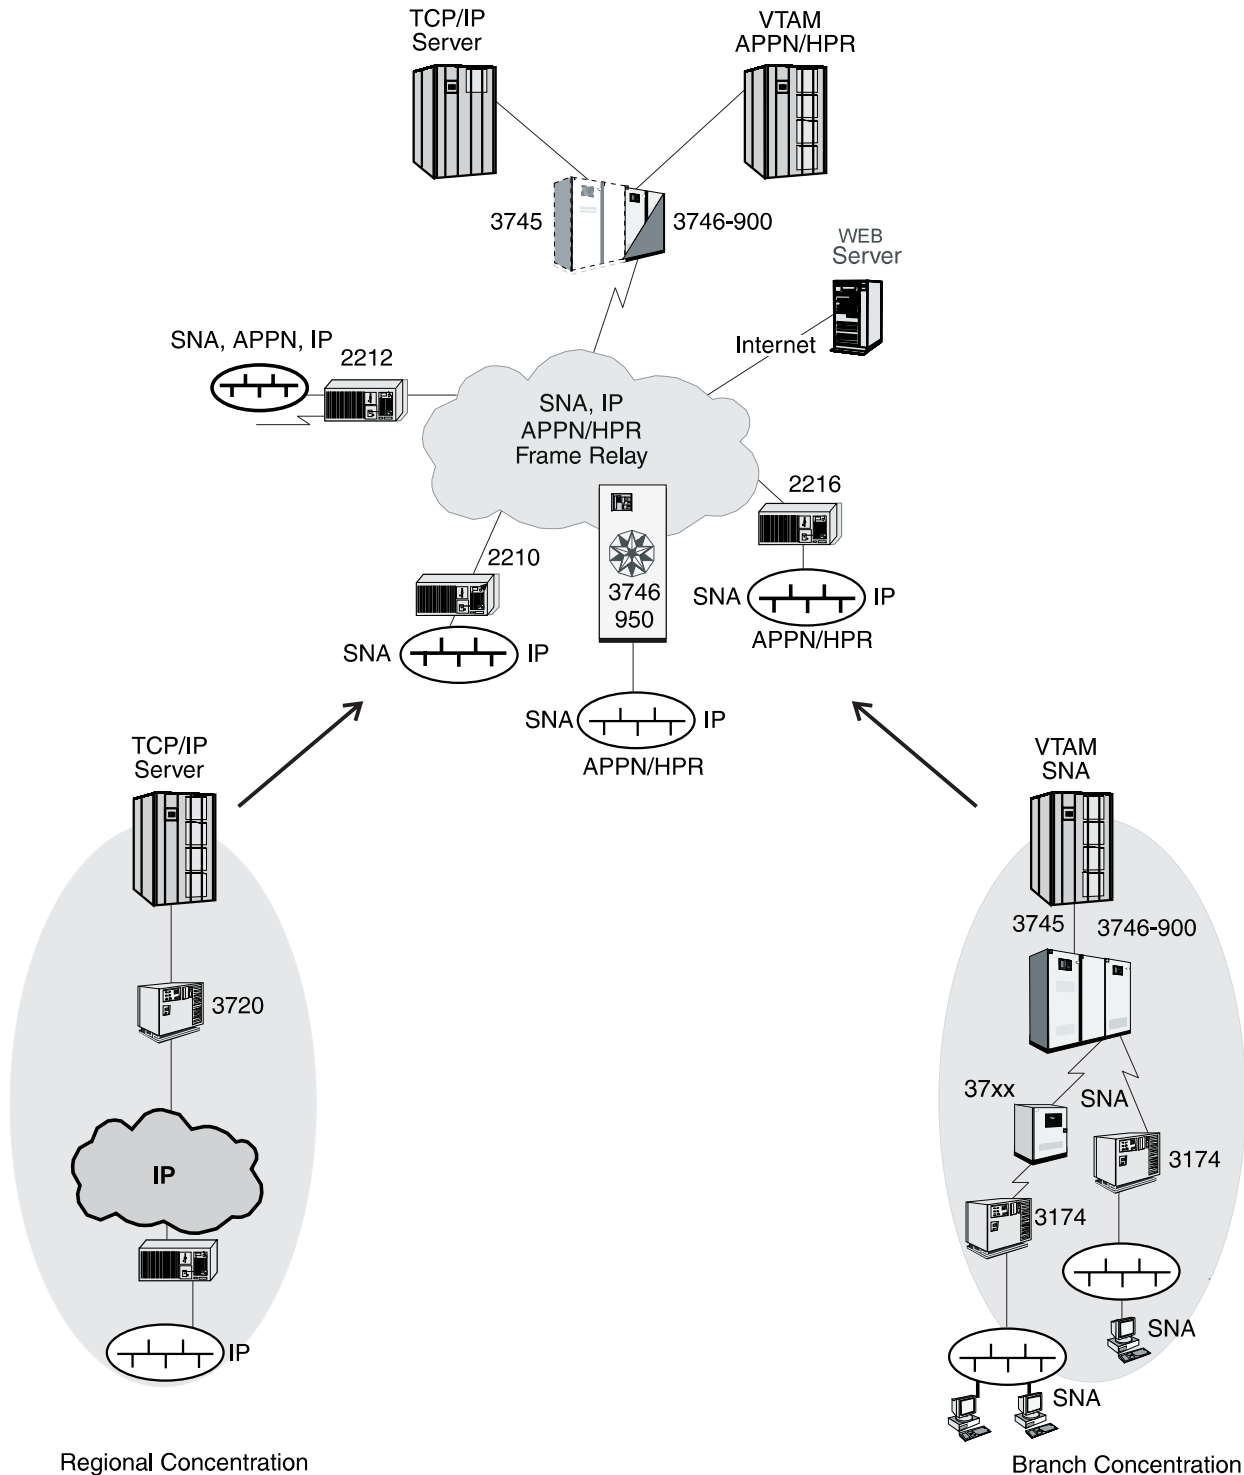 TCP/IP
Server
VTAM
APPN/HPR
3745
3746-900
WEB
Server
Internet
SNA, APPN, IP
2212
SNA, IP
APPN/HPR
Frame Relay
2216
2210
3746
950
SNA
IP
APPN/HPR
SNA
IP
SNA
IP
APPN/HPR
TCP/IP
Server
3720
IP
IP
Regional Concentration
VTAM
SNA
3745
3746-900
37xx
SNA
3174
3174
SNA
SNA
Branch Concentration